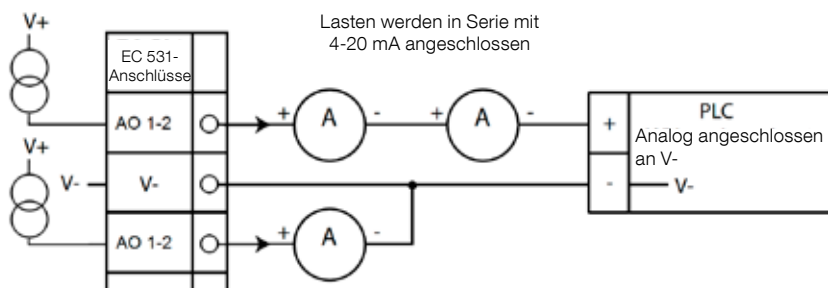 V+
Lasten werden in Serie mit
4-20 mA angeschlossen
EC 531-
Anschlüsse
AO 1-2
+ A - + A -
+
PLC
Analog angeschlossen
an V-
V+
V-
V-
-
V-
AO 1-2
+ A -